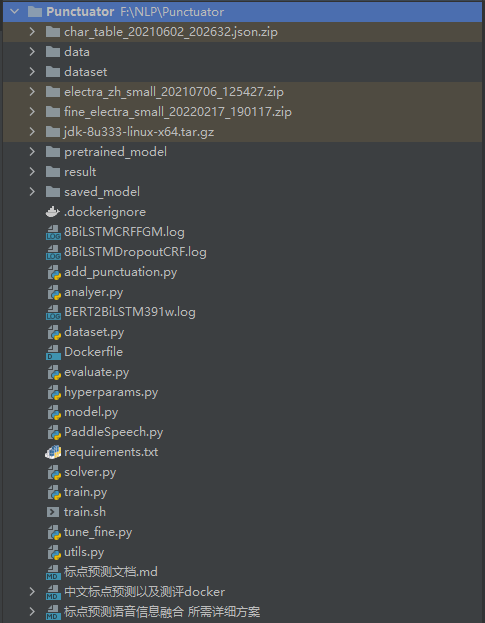 Punctuator F:\NLP\Punctuator
char_table_20210602_202632.json.zip
data
dataset
electra_zh_small_20210706_125427.zip
fine_electra_small_20220217_190117.zip
jdk-8u333-linux-x64.tar.gz
pretrained_model
result
saved_model
.dockerignore
8BiLSTMCRFFGM.log
8BiLSTMDropoutCRF.log
add_punctuation.py
analyer.py
BERT2BiLSTM391w.log
dataset.py
Dockerfile
evaluate.py
hyperparams.py
model.py
PaddleSpeech.py
requirements.txt
solver.py
train.py
train.sh
tune_fine.py
utils.py
标点预测文档.md
中文标点预测以及测评docker
标点预测语音信息融合 所需详细方案